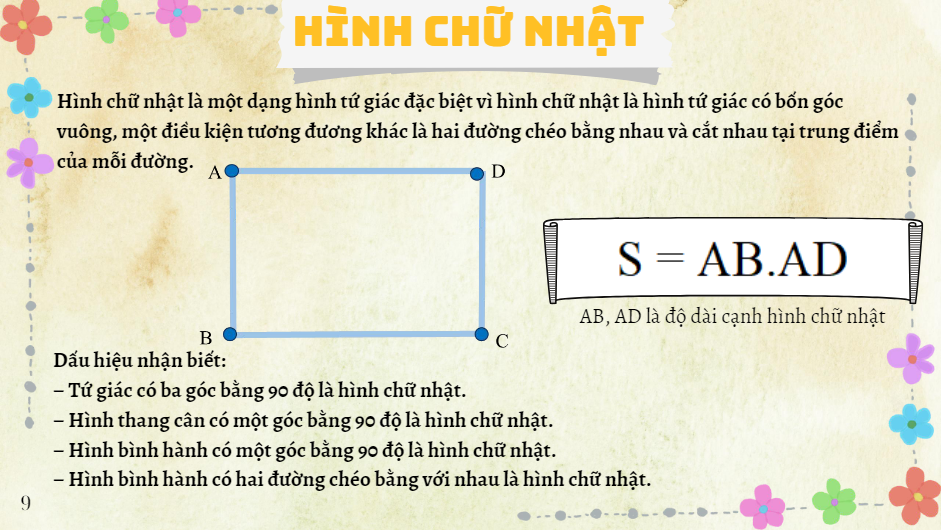 HÌNH CHỮ NHẬT
Hình chữ nhật là một dạng hình tứ giác đặc biệt vì hình chữ nhật là hình tứ giác có bốn góc
vuông, một điều kiện tương đương khác là hai đường chéo bằng nhau và cắt nhau tại trung điểm
của mỗi đường.
A
D
S = AB.AD
AB, AD là độ dài cạnh hình chữ nhật
B
C
Dấu hiệu nhận biết:
– Tứ giác có ba góc bằng 90 độ là hình chữ nhật.
– Hình thang cân có một góc bằng 90 độ là hình chữ nhật.
– Hình bình hành có một góc bằng 90 độ là hình chữ nhật.
– Hình bình hành có hai đường chéo bằng với nhau là hình chữ nhật.
9